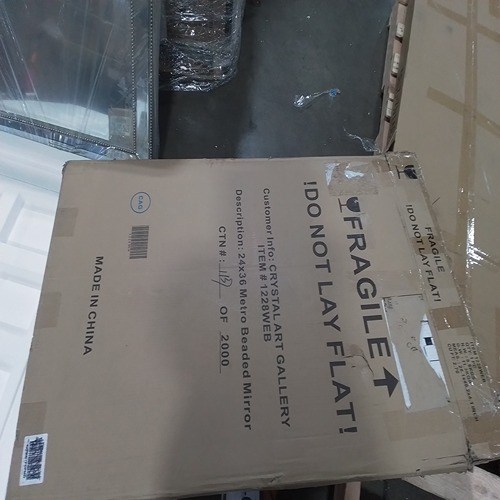 FRAGILE
!DO NOT LAY FLAT!
Customer Info: CRYSTAL ART GALLERY
ITEM # 1228WEB
Description: 24x36 Metro Beaded Mirror
CTN #: OF 2000
MADE IN CHINA
FRAGILE
!DO NOT LAY FLAT!